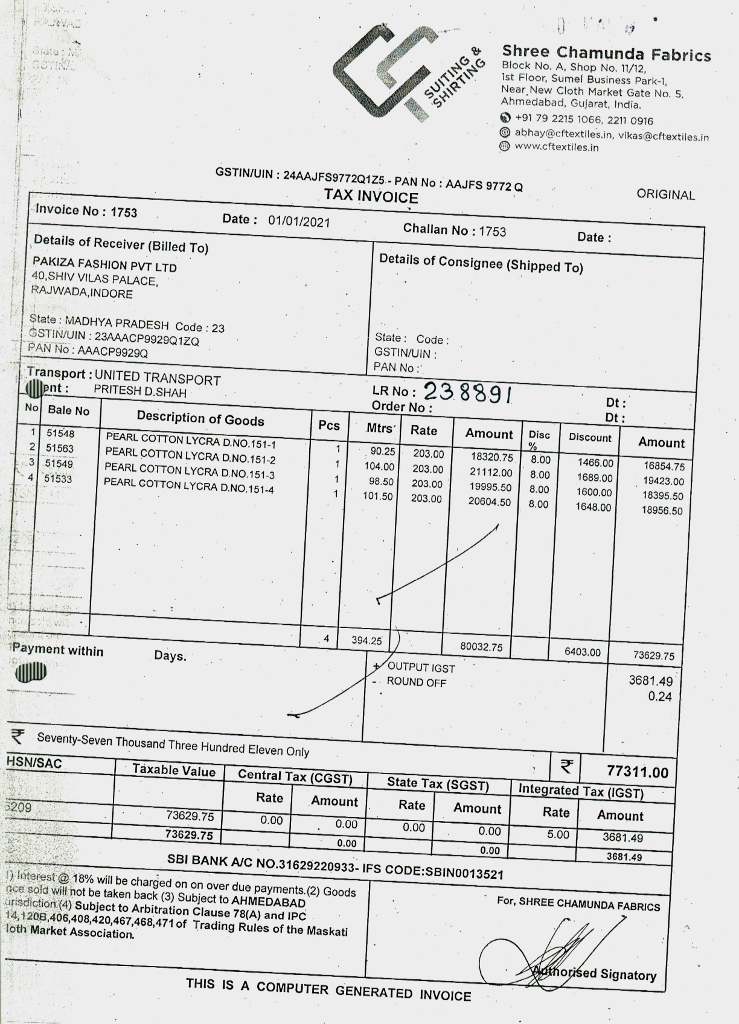 SUITING &
SHIRTING
Shree Chamunda Fabrics
Block No. A, Shop No. 11/12,
1st Floor, Sumel Business Park-1,
Near New Cloth Market Gate No. 5,
Ahmedabad, Gujarat, India.
+91 79 2215 1066, 2211 0916
abhay@cftextiles.in, vikas@cftextiles.in
www.cftextiles.in
GSTIN/UIN : 24AAJFS9772Q1Z5 - PAN No : AAJFS 9772 Q
TAX INVOICE ORIGINAL
Invoice No : 1753 Date : 01/01/2021 Challan No : 1753 Date :
Details of Receiver (Billed To) Details of Consignee (Shipped To)
PAKIZA FASHION PVT LTD
40,SHIV VILAS PALACE,
RAJWADA,INDORE
State : MADHYA PRADESH Code : 23 State : Code :
GSTIN/UIN : 23AAACP9929Q1ZQ GSTIN/UIN :
PAN No : AAACP9929Q PAN No :
Transport : UNITED TRANSPORT LR No : 238891 Dt :
ent : PRITESH D.SHAH Order No : Dt :
No Bale No Description of Goods Pcs Mtrs Rate Amount Disc % Discount Amount
1 51548 PEARL COTTON LYCRA D.NO.151-1 1 90.25 203.00 18320.75 8.00 1466.00 16854.75
2 51563 PEARL COTTON LYCRA D.NO.151-2 1 104.00 203.00 21112.00 8.00 1689.00 19423.00
3 51549 PEARL COTTON LYCRA D.NO.151-3 1 98.50 203.00 19995.50 8.00 1600.00 18395.50
4 51533 PEARL COTTON LYCRA D.NO.151-4 1 101.50 203.00 20604.50 8.00 1648.00 18956.50
4 394.25 80032.75 6403.00 73629.75
Payment within Days. + OUTPUT IGST 3681.49
- ROUND OFF 0.24
₹ Seventy-Seven Thousand Three Hundred Eleven Only ₹ 77311.00
HSN/SAC Taxable Value Central Tax (CGST) State Tax (SGST) Integrated Tax (IGST)
Rate Amount Rate Amount Rate Amount
5209 73629.75 0.00 0.00 0.00 0.00 5.00 3681.49
73629.75 0.00 0.00 3681.49
SBI BANK A/C NO.31629220933- IFS CODE:SBIN0013521
) Interest @ 18% will be charged on on over due payments.(2) Goods
nce sold will not be taken back (3) Subject to AHMEDABAD
urisdiction.(4) Subject to Arbitration Clause 78(A) and IPC
14,120B,406,408,420,467,468,471 of Trading Rules of the Maskati
loth Market Association.
For, SHREE CHAMUNDA FABRICS
Authorised Signatory
THIS IS A COMPUTER GENERATED INVOICE